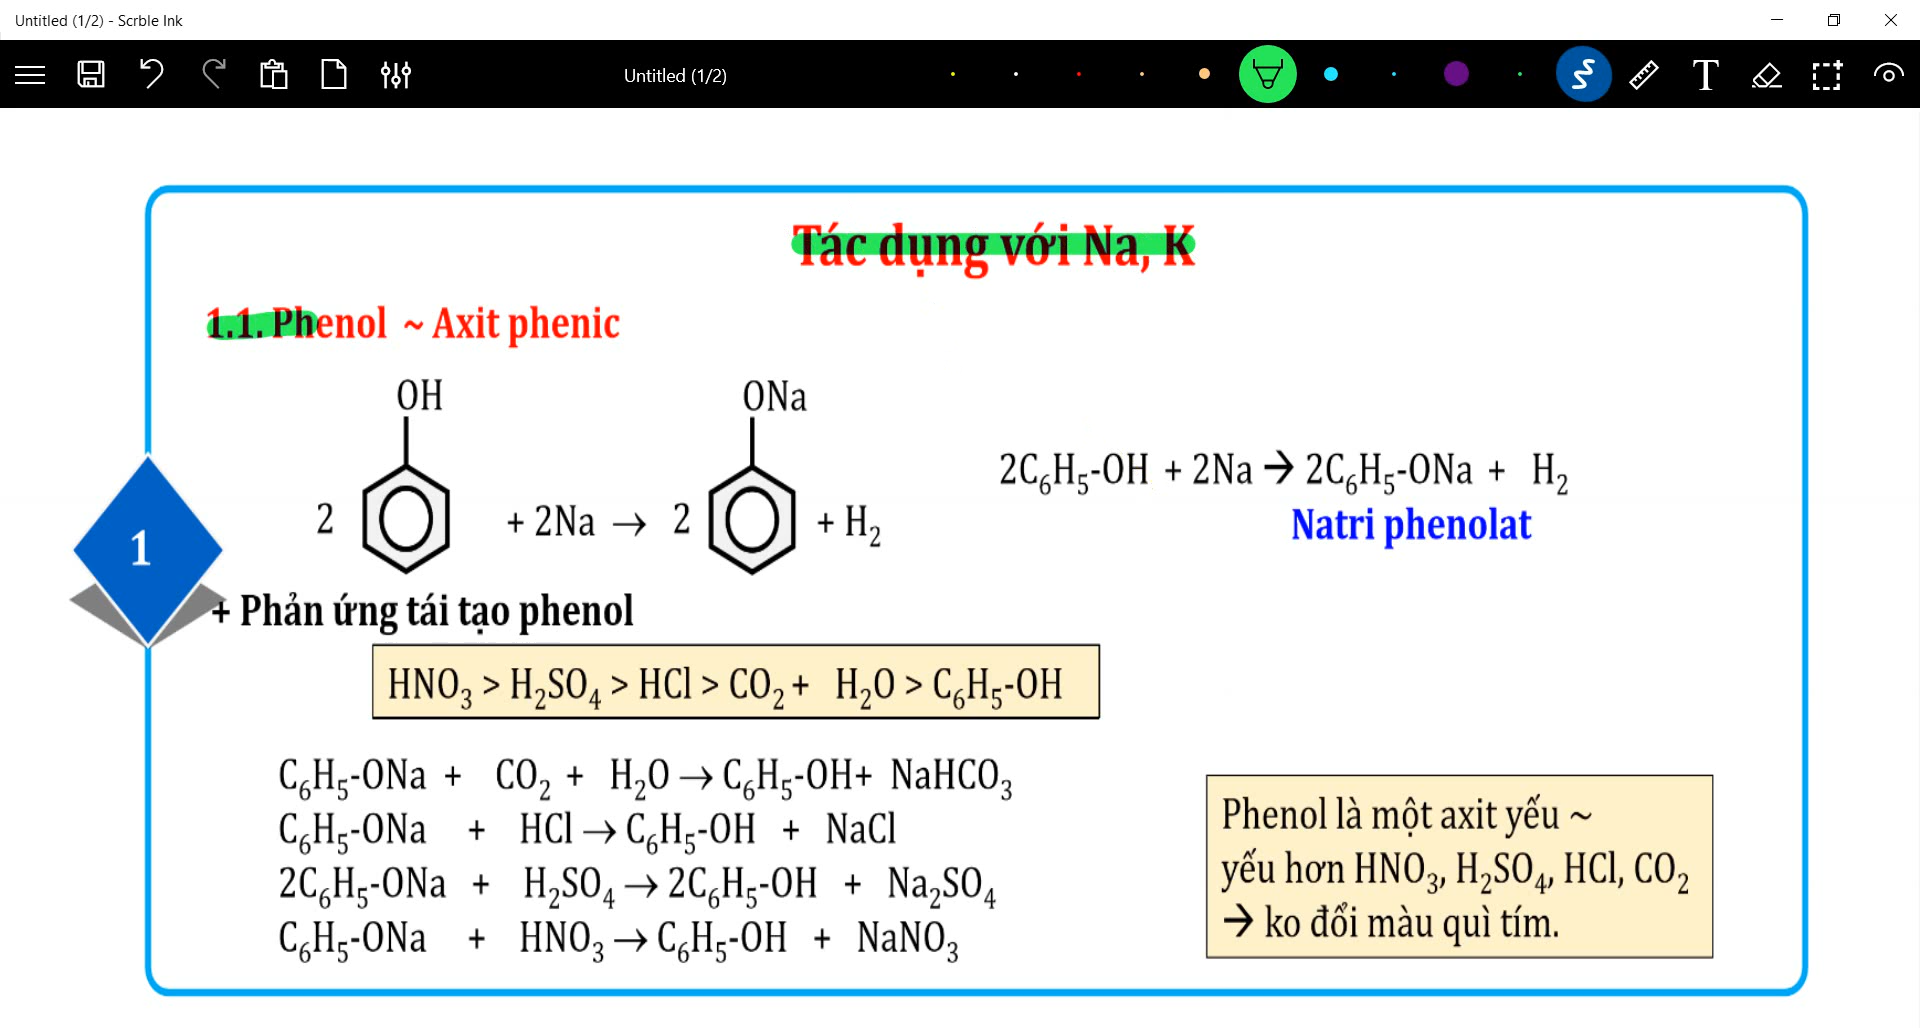 Untitled (1/2) - Scrble Ink
Untitled (1/2)
T
Tác dụng với Na, K
1.1. Phenol ~ Axit phenic
OH
ONa
2 + 2Na → 2 + H₂
2C₆H₅-OH + 2Na → 2C₆H₅-ONa + H₂
Natri phenolat
1
+ Phản ứng tái tạo phenol
HNO₃ > H₂SO₄ > HCl > CO₂ + H₂O > C₆H₅-OH
C₆H₅-ONa + CO₂ + H₂O → C₆H₅-OH+ NaHCO₃
C₆H₅-ONa + HCl → C₆H₅-OH + NaCl
2C₆H₅-ONa + H₂SO₄ → 2C₆H₅-OH + Na₂SO₄
C₆H₅-ONa + HNO₃ → C₆H₅-OH + NaNO₃
Phenol là một axit yếu ~
yếu hơn HNO₃, H₂SO₄, HCl, CO₂
→ ko đổi màu quì tím.